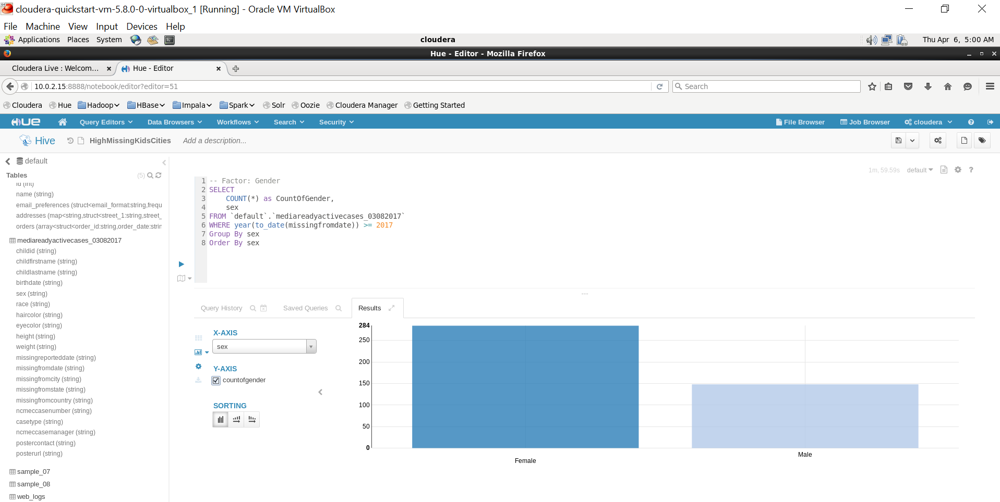 cloudera-quickstart-vm-5.8.0-0-virtualbox_1 [Running] - Oracle VM VirtualBox
File Machine View Input Devices Help
Applications Places System cloudera Thu Apr 6, 5:00 AM
Hue - Editor - Mozilla Firefox
Cloudera Live : Welcom... Hue - Editor
10.0.2.15:8888/notebook/editor?editor=51 Search
Cloudera Hue Hadoop HBase Impala Spark Solr Oozie Cloudera Manager Getting Started
HUE Query Editors Data Browsers Workflows Search Security File Browser Job Browser cloudera
Hive HighMissingKidsCities Add a description...
default
Tables (5)
id (int)
name (string)
email_preferences (struct<email_format:string,frequ
addresses (map<string,struct<street_1:string,street_
orders (array<struct<order_id:string,order_date:strin
mediareadyactivecases_03082017
childid (string)
childfirstname (string)
childlastname (string)
birthdate (string)
sex (string)
race (string)
haircolor (string)
eyecolor (string)
height (string)
weight (string)
missingreporteddate (string)
missingfromdate (string)
missingfromcity (string)
missingfromstate (string)
missingfromcountry (string)
ncmeccasenumber (string)
casetype (string)
ncmeccasemanager (string)
postercontact (string)
posterurl (string)
sample_07
sample_08
web_logs
1m, 59.59s default ?
1 -- Factor: Gender
2 SELECT
3 COUNT(*) as CountOfGender,
4 sex
5 FROM `default`.`mediareadyactivecases_03082017`
6 WHERE year(to_date(missingfromdate)) >= 2017
7 Group By sex
8 Order By sex
Query History Saved Queries Results
X-AXIS
sex
Y-AXIS
countofgender
SORTING
284
250
200
150
100
50
0
Female
Male